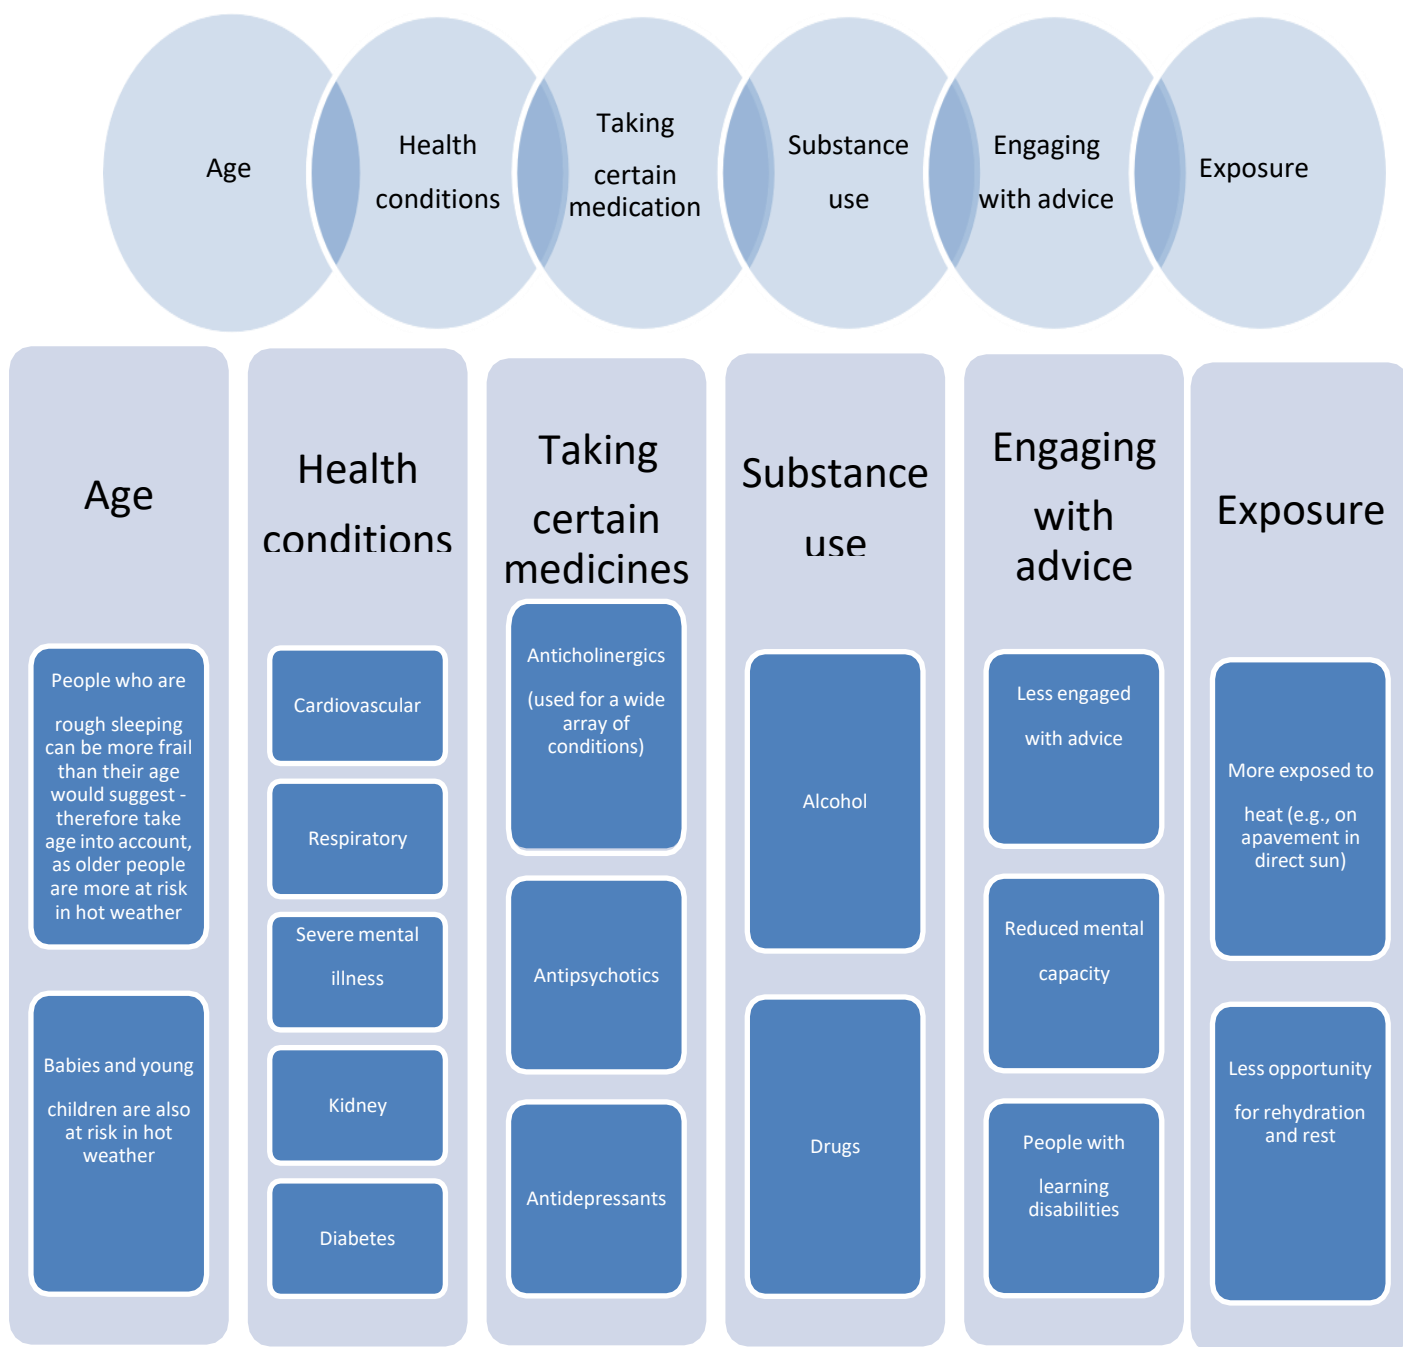 Age
Health
conditions
Taking
certain
medication
Substance
use
Engaging
with advice
Exposure
Age
People who are
rough sleeping
can be more frail
than their age
would suggest -
therefore take
age into account,
as older people
are more at risk
in hot weather
Babies and young
children are also
at risk in hot
weather
Health
conditions
Cardiovascular
Respiratory
Severe mental
illness
Kidney
Diabetes
Taking
certain
medicines
Anticholinergics
(used for a wide
array of
conditions)
Antipsychotics
Antidepressants
Substance
use
Alcohol
Drugs
Engaging
with
advice
Less engaged
with advice
Reduced mental
capacity
People with
learning
disabilities
Exposure
More exposed to
heat (e.g., on
apavement in
direct sun)
Less opportunity
for rehydration
and rest